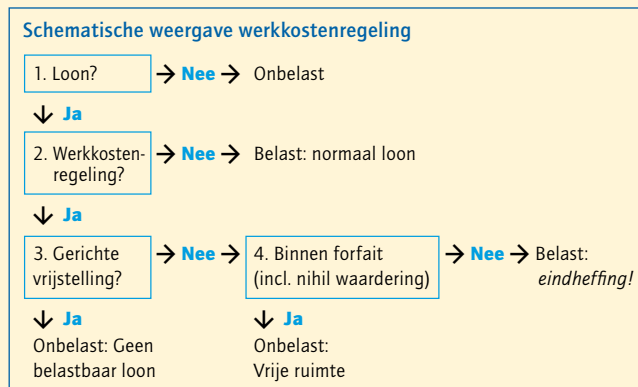 Schematische weergave werkkostenregeling
1. Loon? → Nee → Onbelast
↓ Ja
2. Werkkosten- → Nee → Belast: normaal loon
regeling?
↓ Ja
3. Gerichte → Nee → 4. Binnen forfait → Nee → Belast:
vrijstelling? (incl. nihil waardering) eindheffing!
↓ Ja ↓ Ja
Onbelast: Geen Onbelast:
belastbaar loon Vrije ruimte